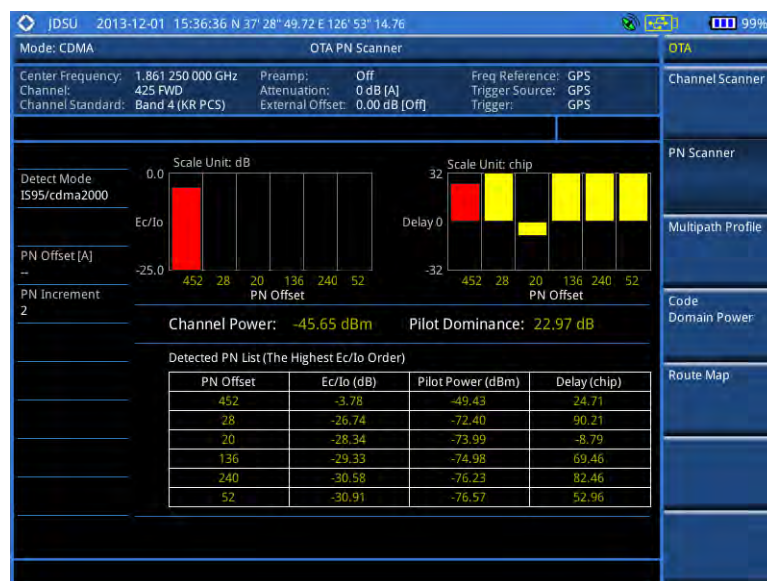 JDSU 2013-12-01 15:36:36 N 37' 28" 49.72 E 126' 53" 14.76 99%
Mode: CDMA OTA PN Scanner OTA
Center Frequency: 1.861 250 000 GHz Preamp: Off Freq Reference: GPS
Channel: 425 FWD Attenuation: 0 dB [A] Trigger Source: GPS
Channel Standard: Band 4 (KR PCS) External Offset: 0.00 dB [Off] Trigger: GPS
Channel Scanner
PN Scanner
Multipath Profile
Code
Domain Power
Route Map
Detect Mode
IS95/cdma2000
PN Offset [A]
--
PN Increment
2
Scale Unit: dB
0.0
Ec/Io
-25.0
452 28 20 136 240 52
PN Offset
Scale Unit: chip
32
Delay 0
-32
452 28 20 136 240 52
PN Offset
Channel Power: -45.65 dBm Pilot Dominance: 22.97 dB
Detected PN List (The Highest Ec/Io Order)
PN Offset Ec/Io (dB) Pilot Power (dBm) Delay (chip)
452 -3.78 -49.43 24.71
28 -26.74 -72.40 90.21
20 -28.34 -73.99 -8.79
136 -29.33 -74.98 69.46
240 -30.58 -76.23 82.46
52 -30.91 -76.57 52.96